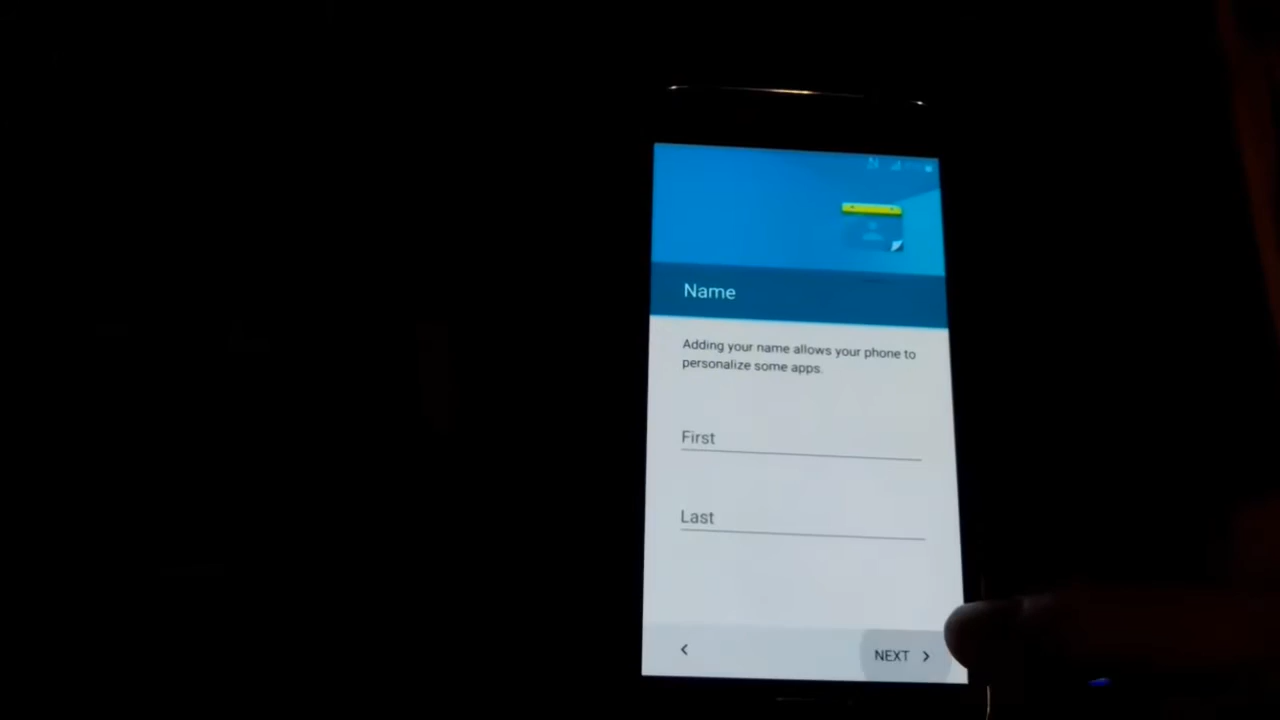 Name
Adding your name allows your phone to
personalize some apps.
First
Last
NEXT